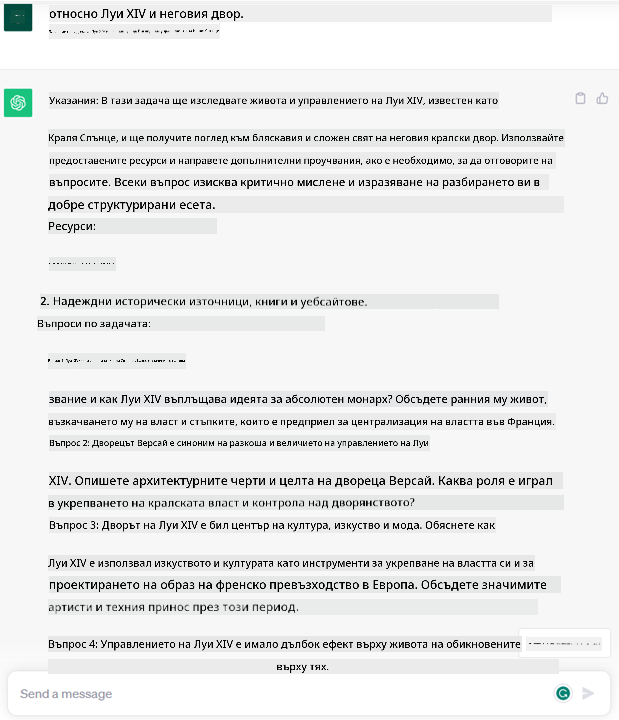 относно Луи XIV и неговия двор.
Указания: В тази задача ще изследвате живота и управлението на Луи XIV, известен като
Краля Слънце, и ще получите поглед към бляскавия и сложен свят на неговия кралски двор. Използвайте
предоставените ресурси и направете допълнителни проучвания, ако е необходимо, за да отговорите на
въпросите. Всеки въпрос изисква критично мислене и изразяване на разбирането ви в
добре структурирани есета.
Ресурси:
2. Надеждни исторически източници, книги и уебсайтове.
Въпроси по задачата:
звание и как Луи XIV въплъщава идеята за абсолютен монарх? Обсъдете ранния му живот,
възкачването му на власт и стъпките, които е предприел за централизация на властта във Франция.
Въпрос 2: Дворецът Версай е синоним на разкоша и величието на управлението на Луи
XIV. Опишете архитектурните черти и целта на двореца Версай. Каква роля е играл
в укрепването на кралската власт и контрола над дворянството?
Въпрос 3: Дворът на Луи XIV е бил център на култура, изкуство и мода. Обяснете как
Луи XIV е използвал изкуството и културата като инструменти за укрепване на властта си и за
проектирането на образ на френско превъзходство в Европа. Обсъдете значимите
артисти и техния принос през този период.
Въпрос 4: Управлението на Луи XIV е имало дълбок ефект върху живота на обикновените
върху тях.
Send a message